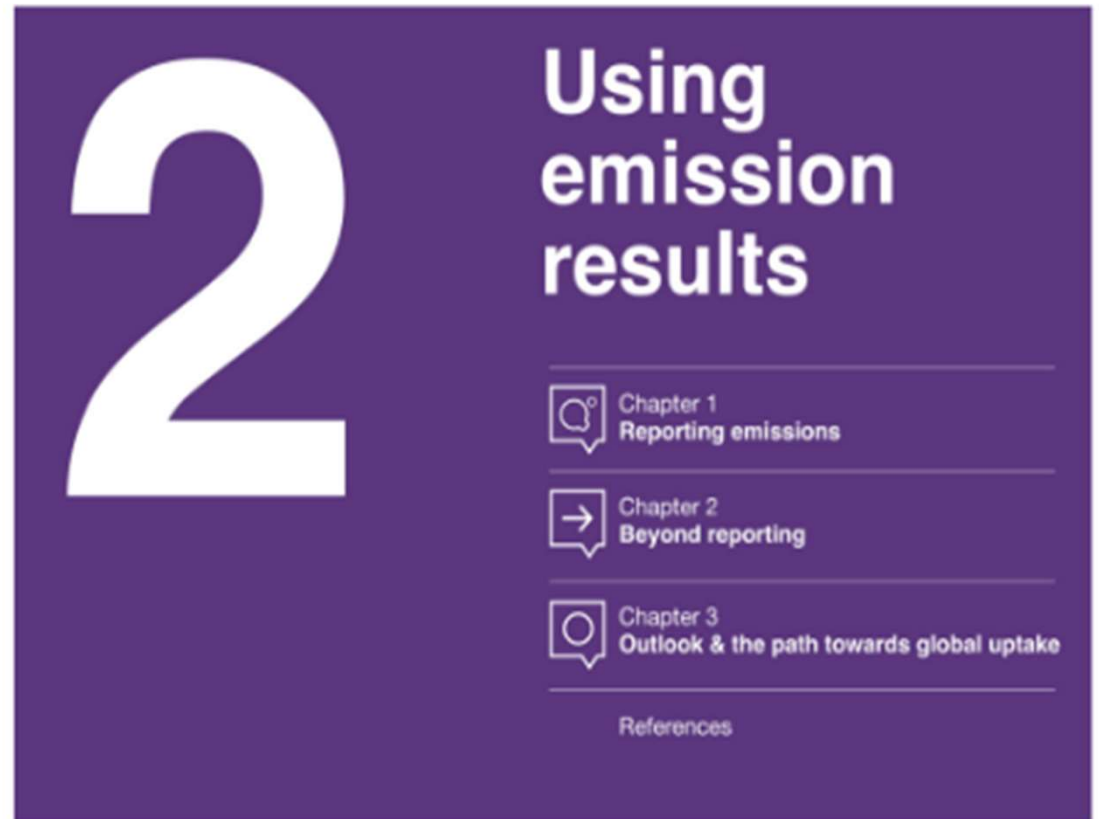 2
Using
emission
results
Chapter 1
Reporting emissions
Chapter 2
Beyond reporting
Chapter 3
Outlook & the path towards global uptake
References